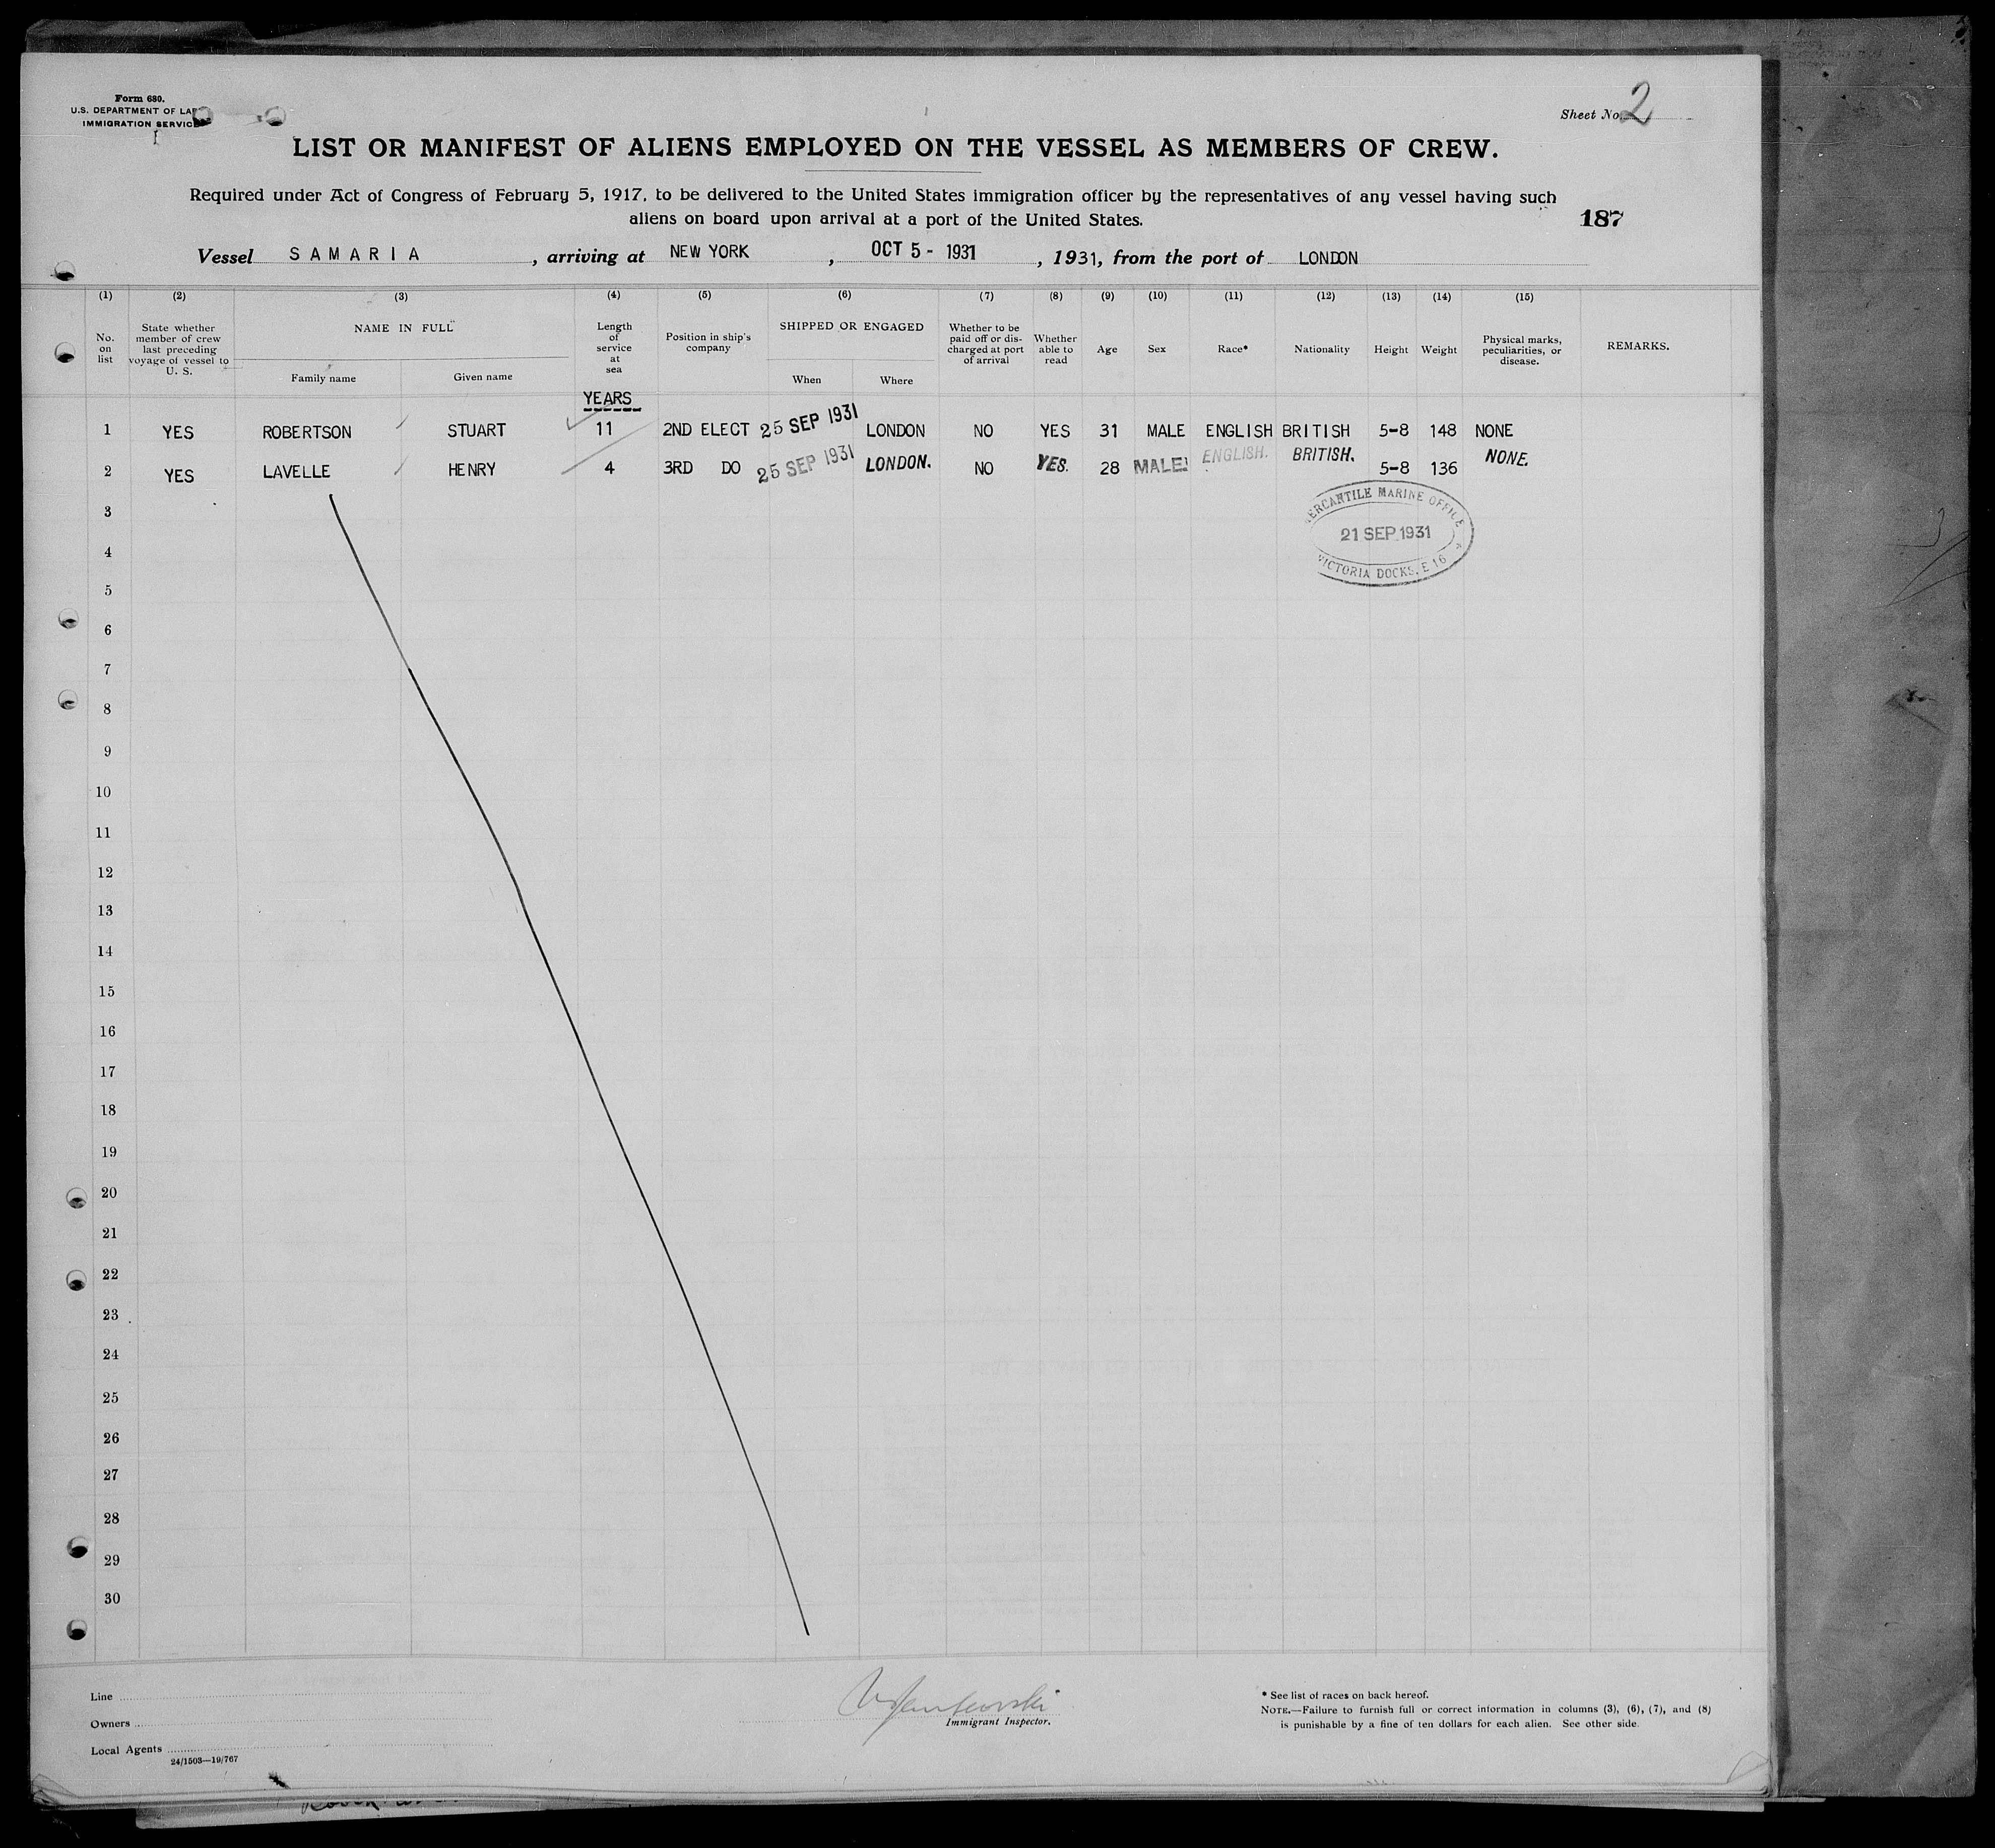 Form 680.
U.S. DEPARTMENT OF LAB
IMMIGRATION SERVICE
Sheet No. 2
LIST OR MANIFEST OF ALIENS EMPLOYED ON THE VESSEL AS MEMBERS OF CREW.
Required under Act of Congress of February 5, 1917, to be delivered to the United States immigration officer by the representatives of any vessel having such
aliens on board upon arrival at a port of the United States.
187
Vessel SAMARIA, arriving at NEW YORK, OCT 5 - 1931, 1931, from the port of LONDON
(1) (2) (3) (4) (5) (6) (7) (8) (9) (10) (11) (12) (13) (14) (15)
No. on list
State whether member of crew last preceding voyage of vessel to U. S.
NAME IN FULL
Family name Given name
Length of service at sea
YEARS
Position in ship's company
SHIPPED OR ENGAGED
When Where
Whether to be paid off or discharged at port of arrival
Whether able to read
Age
Sex
Race*
Nationality
Height
Weight
Physical marks, peculiarities, or disease.
REMARKS.
1 YES ROBERTSON STUART 11 2ND ELECT 25 SEP 1931 LONDON NO YES 31 MALE ENGLISH BRITISH 5-8 148 NONE
2 YES LAVELLE HENRY 4 3RD DO 25 SEP 1931 LONDON. NO YES. 28 MALE ENGLISH. BRITISH. 5-8 136 NONE.
3
MERCANTILE MARINE OFFICE
21 SEP 1931
VICTORIA DOCKS, E 16
4
5
6
7
8
9
10
11
12
13
14
15
16
17
18
19
20
21
22
23
24
25
26
27
28
29
30
Line
Owners
Local Agents
24/1503—19/767
Immigrant Inspector.
* See list of races on back hereof.
NOTE.—Failure to furnish full or correct information in columns (3), (6), (7), and (8)
is punishable by a fine of ten dollars for each alien. See other side.